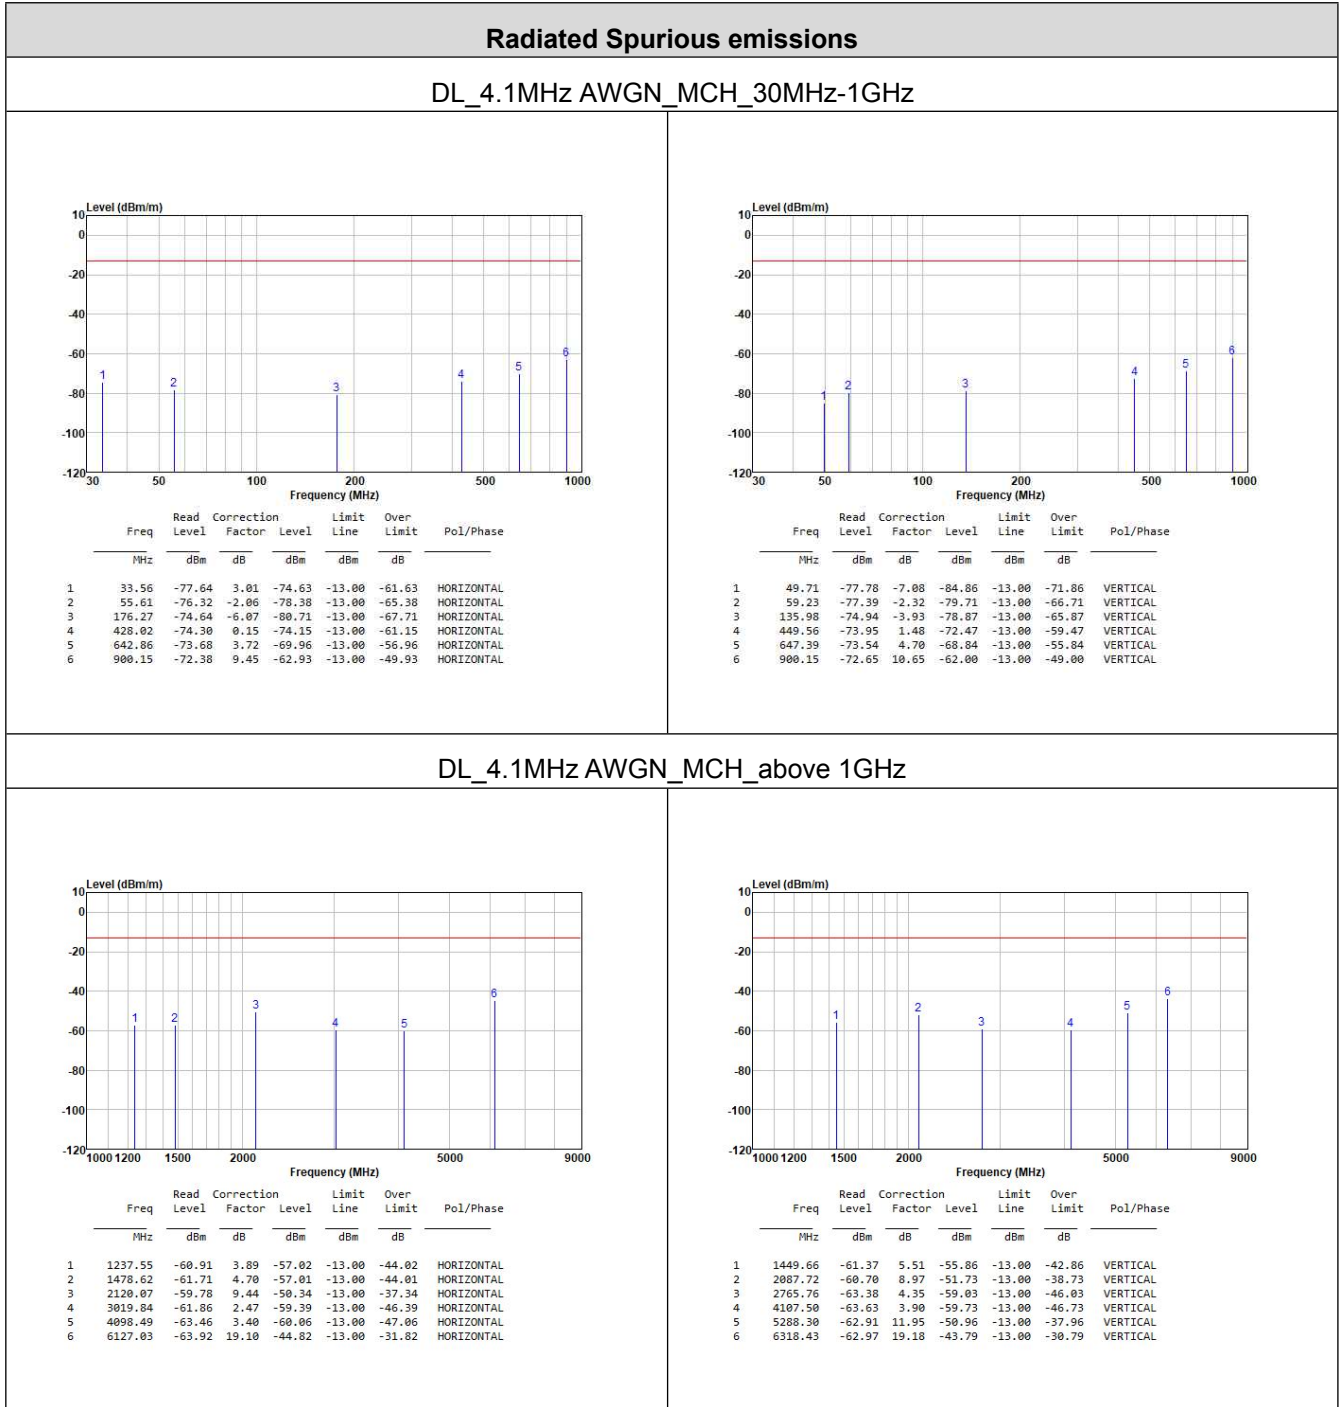 Radiated Spurious emissions
DL_4.1MHz AWGN_MCH_30MHz-1GHz
Level (dBm/m)
10
0
-20
-40
-60
-80
-100
-120
1 2 3 4 5 6
30 50 100 200 500 1000
Frequency (MHz)
Read Correction Limit Over
Freq Level Factor Level Line Limit Pol/Phase
MHz dBm dB dBm dBm dB
1 33.56 -77.64 3.01 -74.63 -13.00 -61.63 HORIZONTAL
2 55.61 -76.32 -2.06 -78.38 -13.00 -65.38 HORIZONTAL
3 176.27 -74.64 -6.07 -80.71 -13.00 -67.71 HORIZONTAL
4 428.02 -74.30 0.15 -74.15 -13.00 -61.15 HORIZONTAL
5 642.86 -73.68 3.72 -69.96 -13.00 -56.96 HORIZONTAL
6 900.15 -72.38 9.45 -62.93 -13.00 -49.93 HORIZONTAL
Level (dBm/m)
10
0
-20
-40
-60
-80
-100
-120
1 2 3 4 5 6
30 50 100 200 500 1000
Frequency (MHz)
Read Correction Limit Over
Freq Level Factor Level Line Limit Pol/Phase
MHz dBm dB dBm dBm dB
1 49.71 -77.78 -7.08 -84.86 -13.00 -71.86 VERTICAL
2 59.23 -77.39 -2.32 -79.71 -13.00 -66.71 VERTICAL
3 135.98 -74.94 -3.93 -78.87 -13.00 -65.87 VERTICAL
4 449.56 -73.95 1.48 -72.47 -13.00 -59.47 VERTICAL
5 647.39 -73.54 4.70 -68.84 -13.00 -55.84 VERTICAL
6 900.15 -72.65 10.65 -62.00 -13.00 -49.00 VERTICAL
DL_4.1MHz AWGN_MCH_above 1GHz
Level (dBm/m)
10
0
-20
-40
-60
-80
-100
-120
1 2 3 4 5 6
1000 1200 1500 2000 5000 9000
Frequency (MHz)
Read Correction Limit Over
Freq Level Factor Level Line Limit Pol/Phase
MHz dBm dB dBm dBm dB
1 1237.55 -60.91 3.89 -57.02 -13.00 -44.02 HORIZONTAL
2 1478.62 -61.71 4.70 -57.01 -13.00 -44.01 HORIZONTAL
3 2120.07 -59.78 9.44 -50.34 -13.00 -37.34 HORIZONTAL
4 3019.84 -61.86 2.47 -59.39 -13.00 -46.39 HORIZONTAL
5 4098.49 -63.46 3.40 -60.06 -13.00 -47.06 HORIZONTAL
6 6127.03 -63.92 19.10 -44.82 -13.00 -31.82 HORIZONTAL
Level (dBm/m)
10
0
-20
-40
-60
-80
-100
-120
1 2 3 4 5 6
1000 1200 1500 2000 5000 9000
Frequency (MHz)
Read Correction Limit Over
Freq Level Factor Level Line Limit Pol/Phase
MHz dBm dB dBm dBm dB
1 1449.66 -61.37 5.51 -55.86 -13.00 -42.86 VERTICAL
2 2087.72 -60.70 8.97 -51.73 -13.00 -38.73 VERTICAL
3 2765.76 -63.38 4.35 -59.03 -13.00 -46.03 VERTICAL
4 4107.50 -63.63 3.90 -59.73 -13.00 -46.73 VERTICAL
5 5288.30 -62.91 11.95 -50.96 -13.00 -37.96 VERTICAL
6 6318.43 -62.97 19.18 -43.79 -13.00 -30.79 VERTICAL